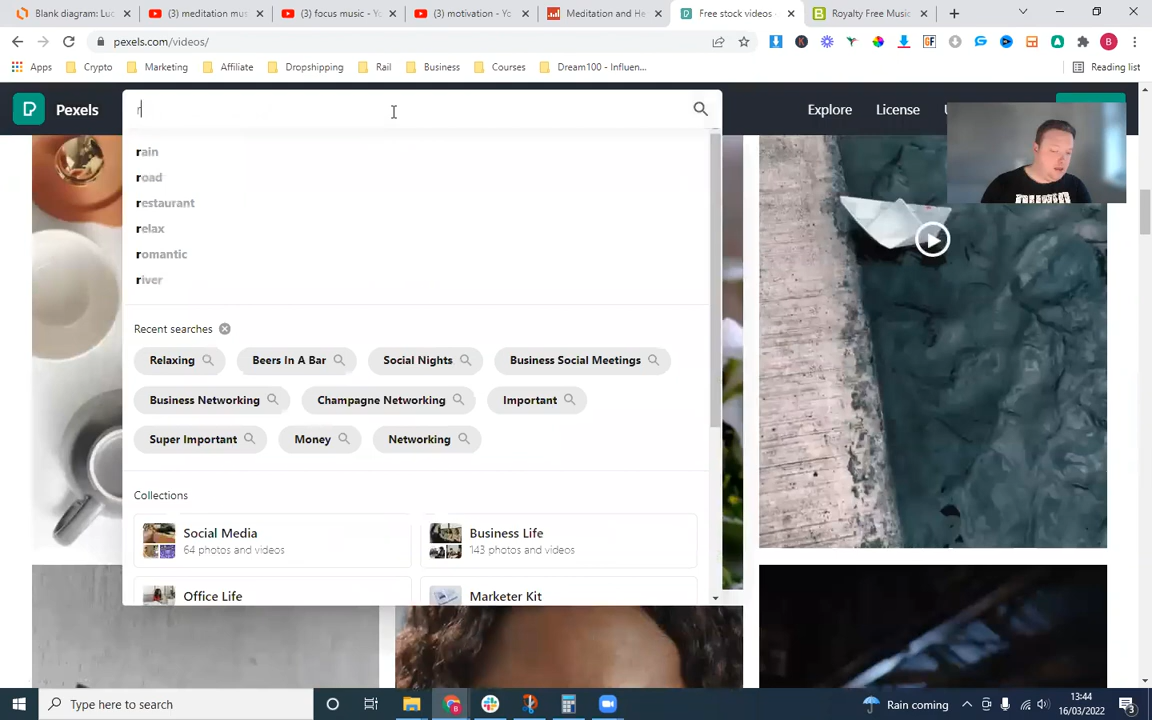 Blank diagram: Luc
(3) meditation mus
(3) focus music - Yo
(3) motivation - Yo
Meditation and He
Free stock videos
Royalty Free Music
pexels.com/videos/
B
Apps
Crypto
Marketing
Affiliate
Dropshipping
Rail
Business
Courses
Dream100 - Influen...
Reading list
Pexels
r
Explore
License
rain
road
restaurant
relax
romantic
river
Recent searches
Relaxing
Beers In A Bar
Social Nights
Business Social Meetings
Business Networking
Champagne Networking
Important
Super Important
Money
Networking
Collections
Social Media
64 photos and videos
Business Life
143 photos and videos
Office Life
Marketer Kit
Type here to search
Rain coming
13:44
16/03/2022
3